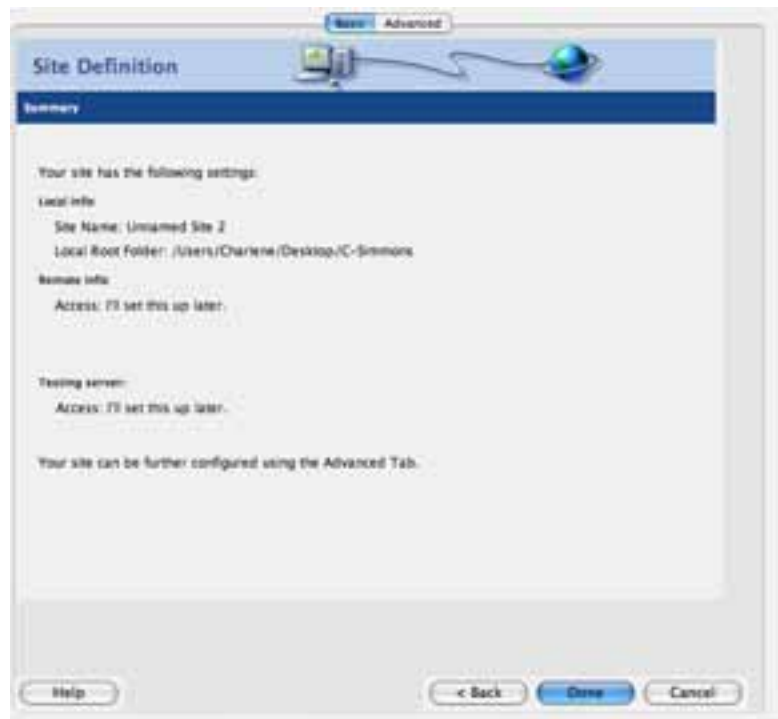 Basic Advanced
Site Definition
Summary
Your site has the following settings:
Local Info
Site Name: Unnamed Site 2
Local Root Folder: /Users/Charlene/Desktop/C-Simmons
Remote Info
Access: I'll set this up later.
Testing server:
Access: I'll set this up later.
Your site can be further configured using the Advanced Tab.
Help < Back Done Cancel